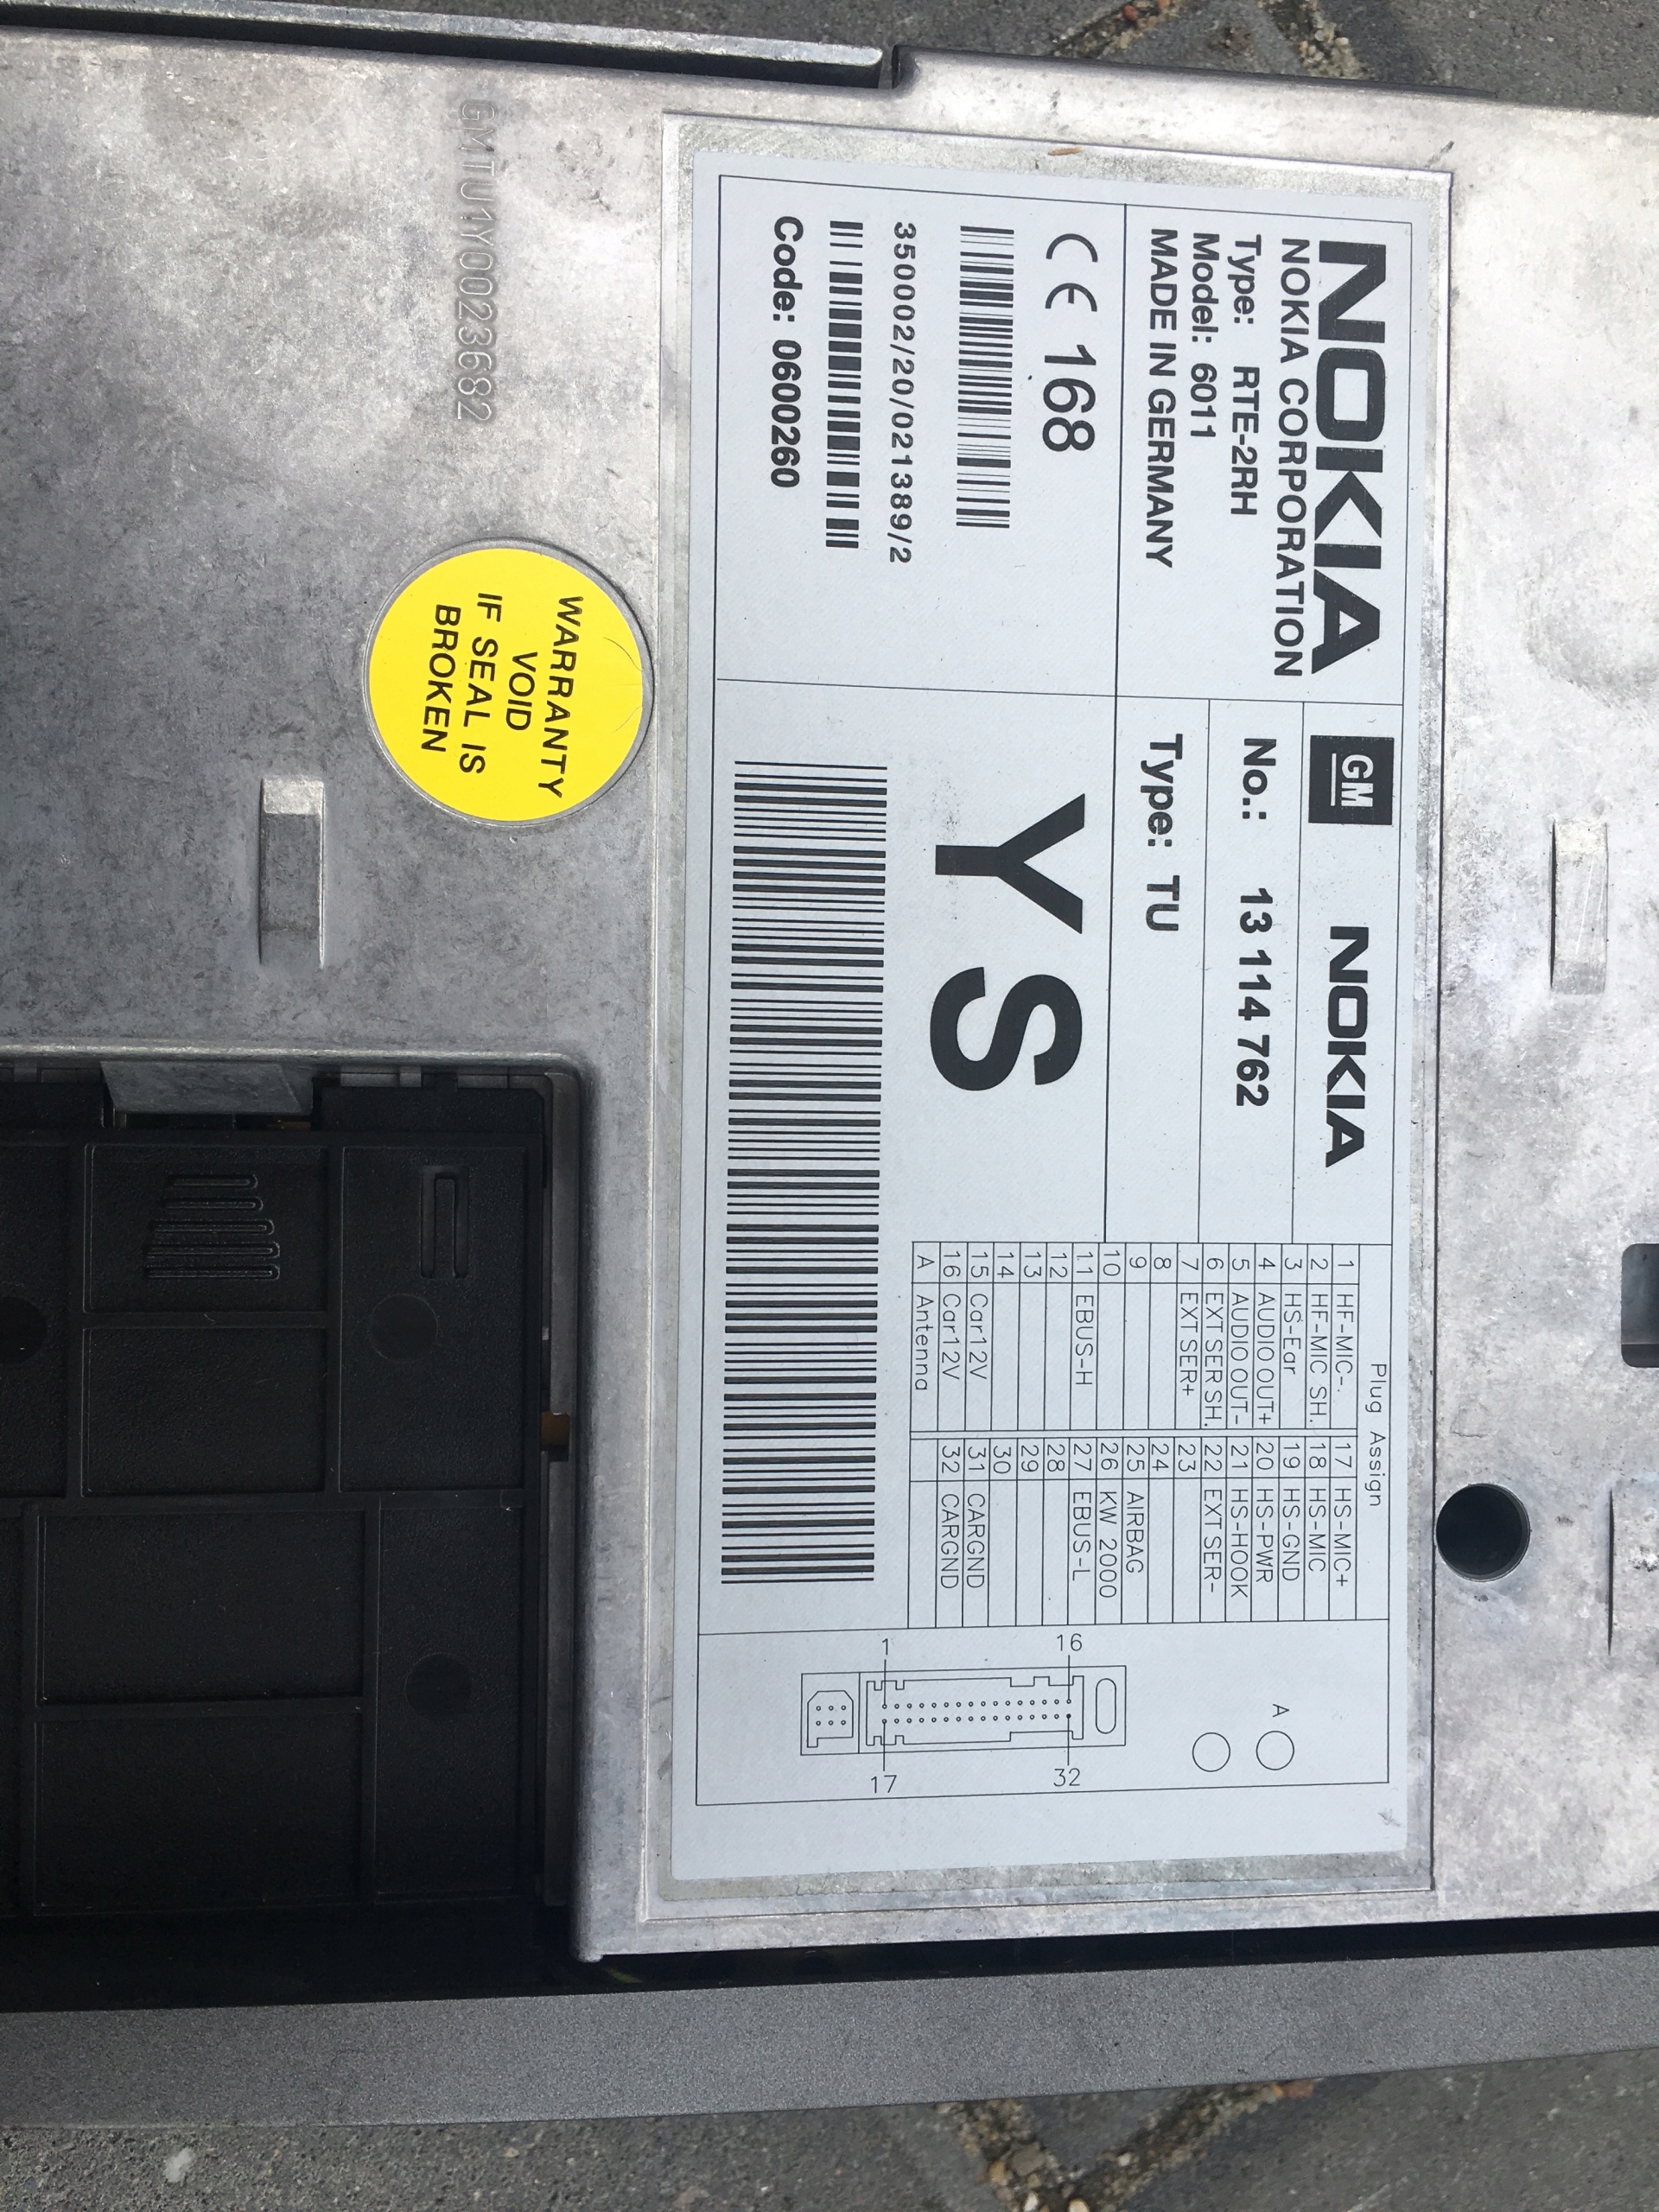 NOKIA
NOKIA CORPORATION
Type: RTE-2RH
Model: 6011
MADE IN GERMANY
CE 168
350002/20/021389/2
Code: 0600260
GM NOKIA
No.: 13 114 762
Type: TU
Y S
Plug Assign
1 HF-MIC-. 17 HS-MIC+
2 HF-MIC SH. 18 HS-MIC
3 HS-Ear 19 HS-GND
4 AUDIO OUT+ 20 HS-PWR
5 AUDIO OUT- 21 HS-HOOK
6 EXT SER SH. 22 EXT SER-
7 EXT SER+ 23
8 24
9 25 AIRBAG
10 26 KW 2000
11 EBUS-H 27 EBUS-L
12 28
13 29
14 30
15 Car12V 31 CARGND
16 Car12V 32 CARGND
A Antenna
A
16
32
1
17
WARRANTY
VOID
IF SEAL IS
BROKEN
GMTU1Y0023682